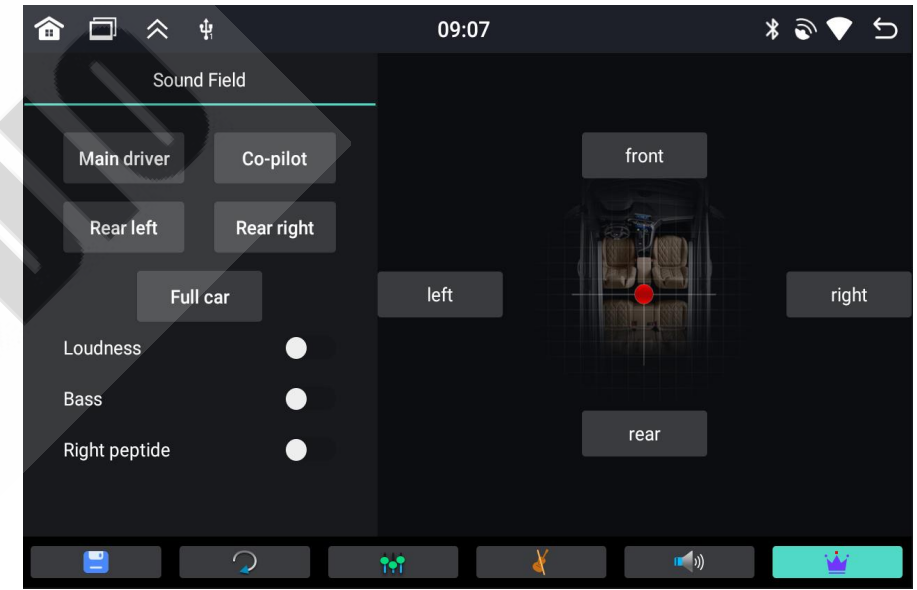 09:07
Sound Field
Main driver
Co-pilot
Rear left
Rear right
Full car
Loudness
Bass
Right peptide
front
left
right
rear